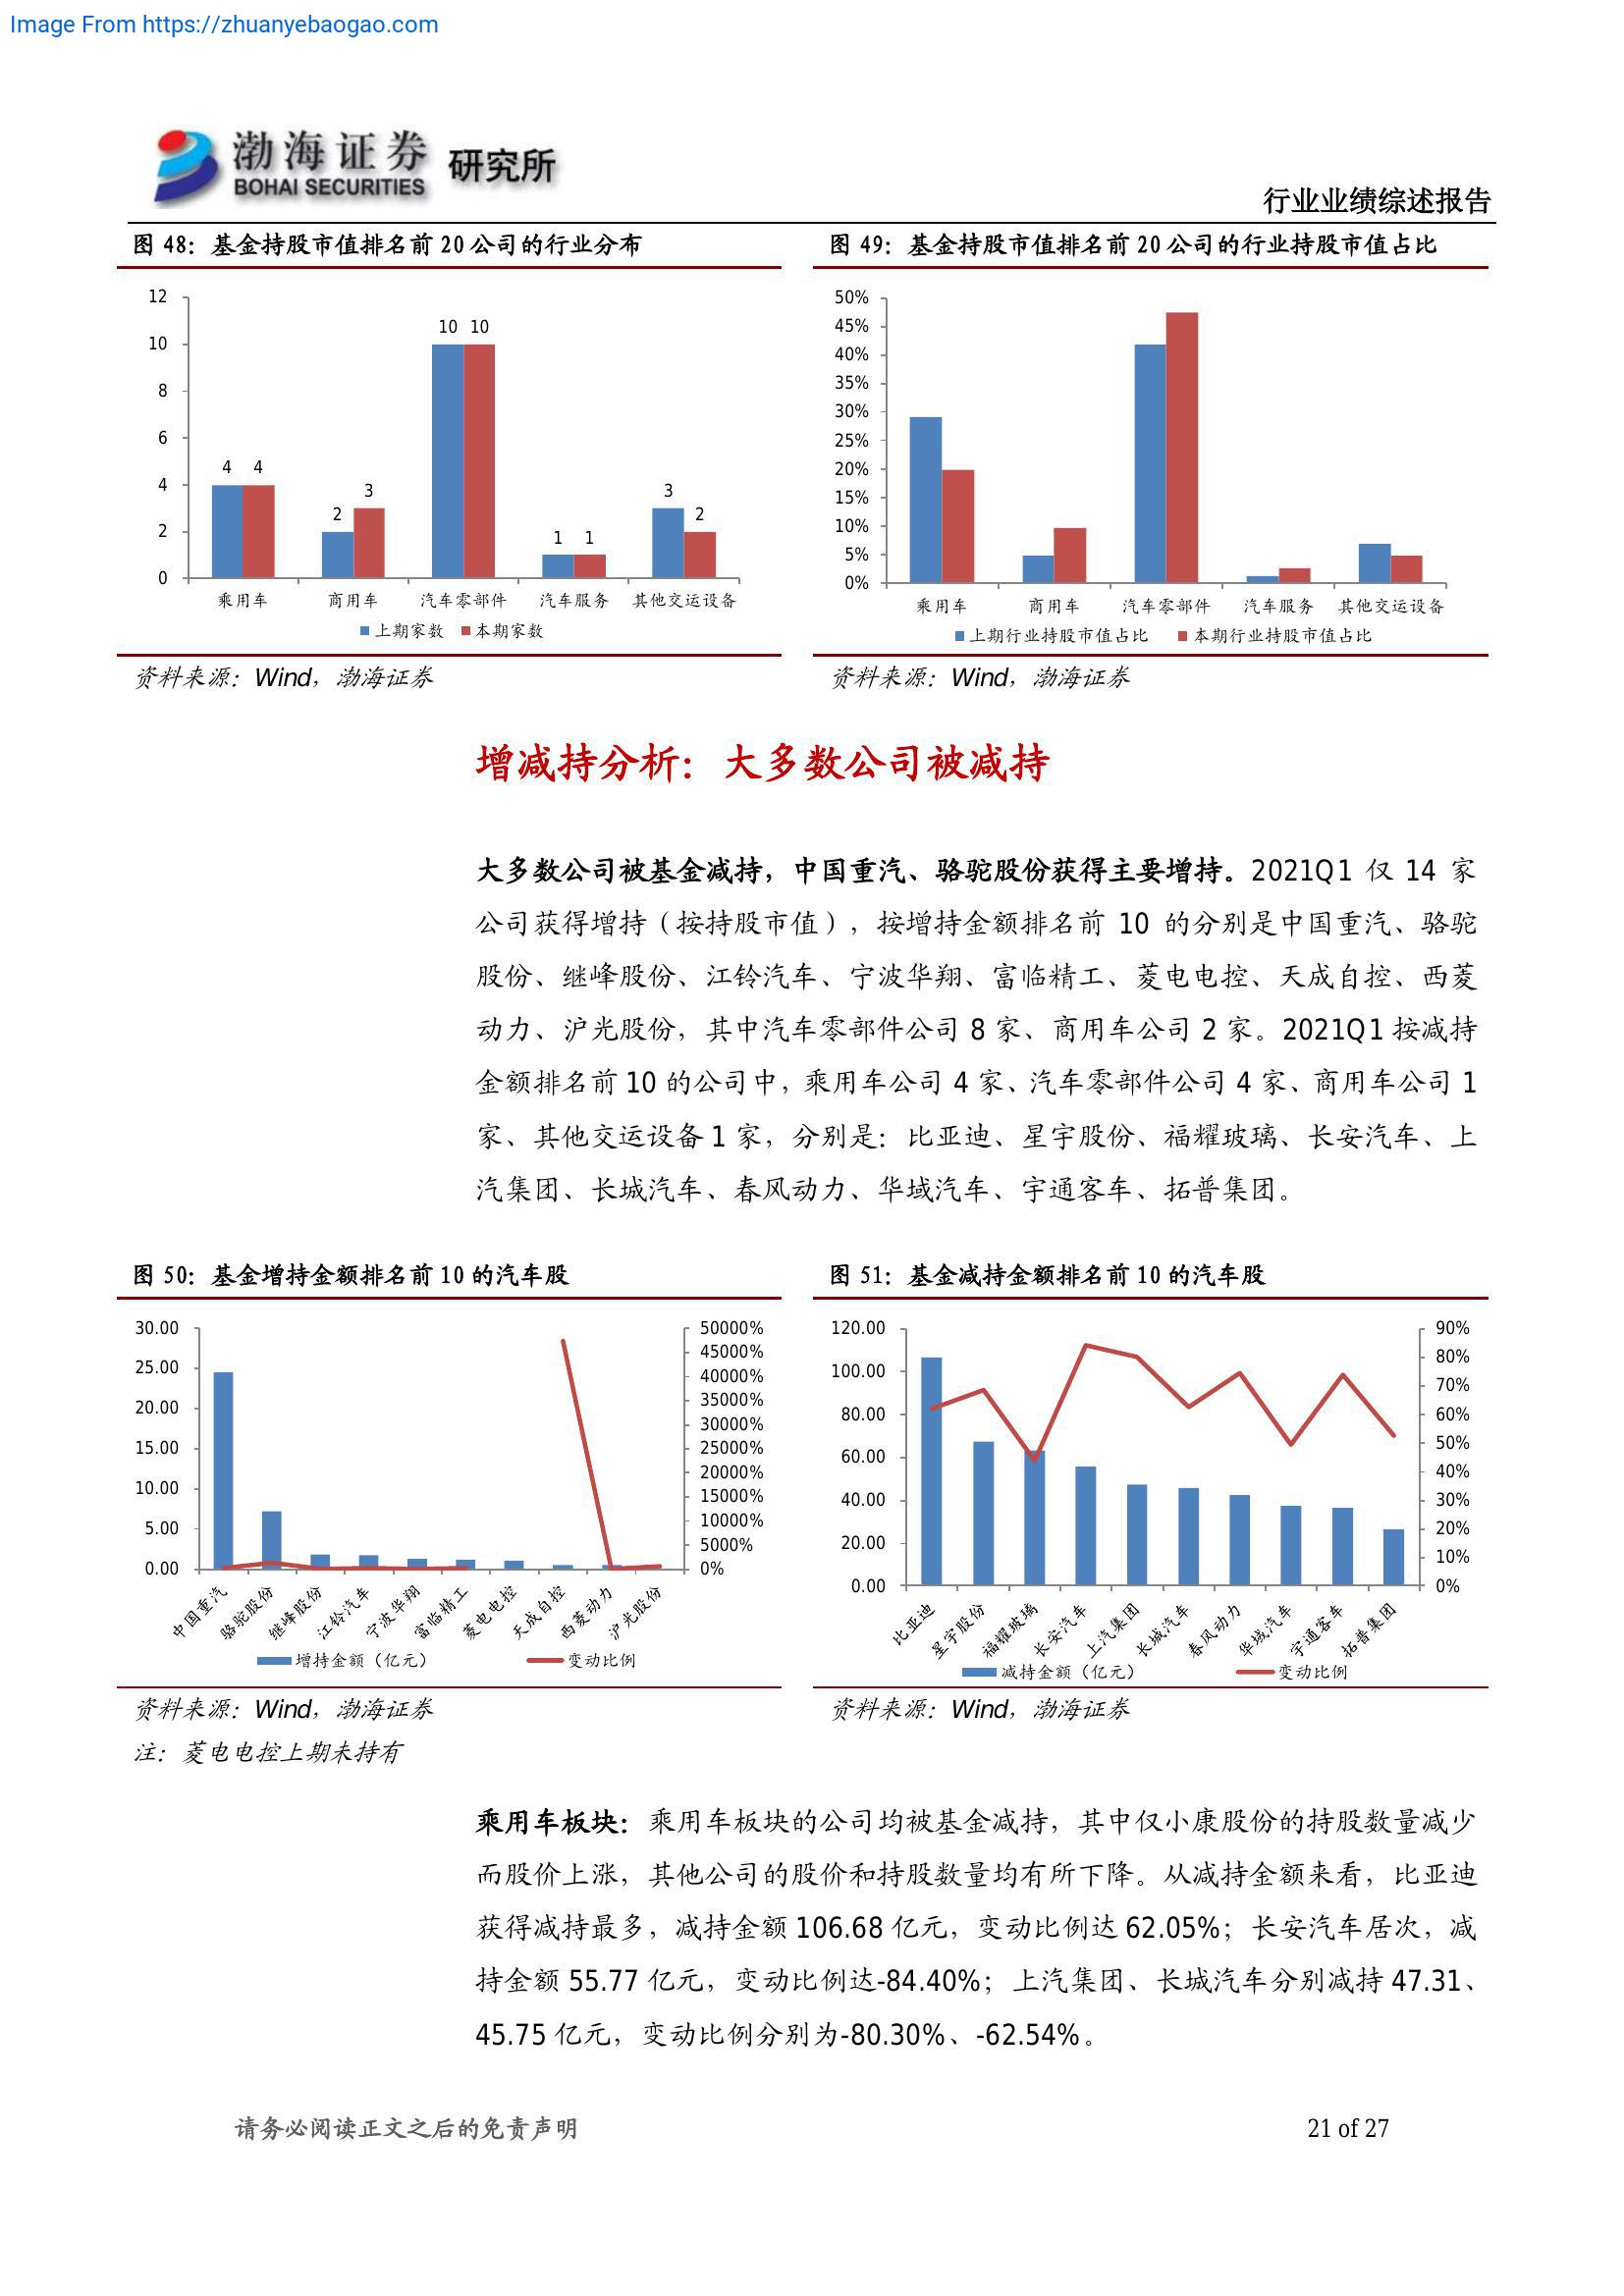 Image From https://zhuanyebaogao.com
渤海证券 研究所
BOHAI SECURITIES
行业业绩综述报告
图 48：基金持股市值排名前 20 公司的行业分布
12
10
8
6
4
2
0
4 4
2 3
10 10
1 1
3 2
乘用车 商用车 汽车零部件 汽车服务 其他交运设备
上期家数 本期家数
资料来源：Wind，渤海证券
图 49：基金持股市值排名前 20 公司的行业持股市值占比
50%
45%
40%
35%
30%
25%
20%
15%
10%
5%
0%
乘用车 商用车 汽车零部件 汽车服务 其他交运设备
上期行业持股市值占比 本期行业持股市值占比
资料来源：Wind，渤海证券
增减持分析：大多数公司被减持
大多数公司被基金减持，中国重汽、骆驼股份获得主要增持。2021Q1 仅 14 家
公司获得增持（按持股市值），按增持金额排名前 10 的分别是中国重汽、骆驼
股份、继峰股份、江铃汽车、宁波华翔、富临精工、菱电电控、天成自控、西菱
动力、沪光股份，其中汽车零部件公司 8 家、商用车公司 2 家。2021Q1 按减持
金额排名前 10 的公司中，乘用车公司 4 家、汽车零部件公司 4 家、商用车公司 1
家、其他交运设备 1 家，分别是：比亚迪、星宇股份、福耀玻璃、长安汽车、上
汽集团、长城汽车、春风动力、华域汽车、宇通客车、拓普集团。
图 50：基金增持金额排名前 10 的汽车股
30.00
25.00
20.00
15.00
10.00
5.00
0.00
50000%
45000%
40000%
35000%
30000%
25000%
20000%
15000%
10000%
5000%
0%
中国重汽 骆驼股份 继峰股份 江铃汽车 宁波华翔 富临精工 菱电电控 天成自控 西菱动力 沪光股份
增持金额（亿元） 变动比例
资料来源：Wind，渤海证券
注：菱电电控上期未持有
图 51：基金减持金额排名前 10 的汽车股
120.00
100.00
80.00
60.00
40.00
20.00
0.00
90%
80%
70%
60%
50%
40%
30%
20%
10%
0%
比亚迪 星宇股份 福耀玻璃 长安汽车 上汽集团 长城汽车 春风动力 华域汽车 宇通客车 拓普集团
减持金额（亿元） 变动比例
资料来源：Wind，渤海证券
乘用车板块：乘用车板块的公司均被基金减持，其中仅小康股份的持股数量减少
而股价上涨，其他公司的股价和持股数量均有所下降。从减持金额来看，比亚迪
获得减持最多，减持金额 106.68 亿元，变动比例达 62.05%；长安汽车居次，减
持金额 55.77 亿元，变动比例达-84.40%；上汽集团、长城汽车分别减持 47.31、
45.75 亿元，变动比例分别为-80.30%、-62.54%。
请务必阅读正文之后的免责声明
21 of 27